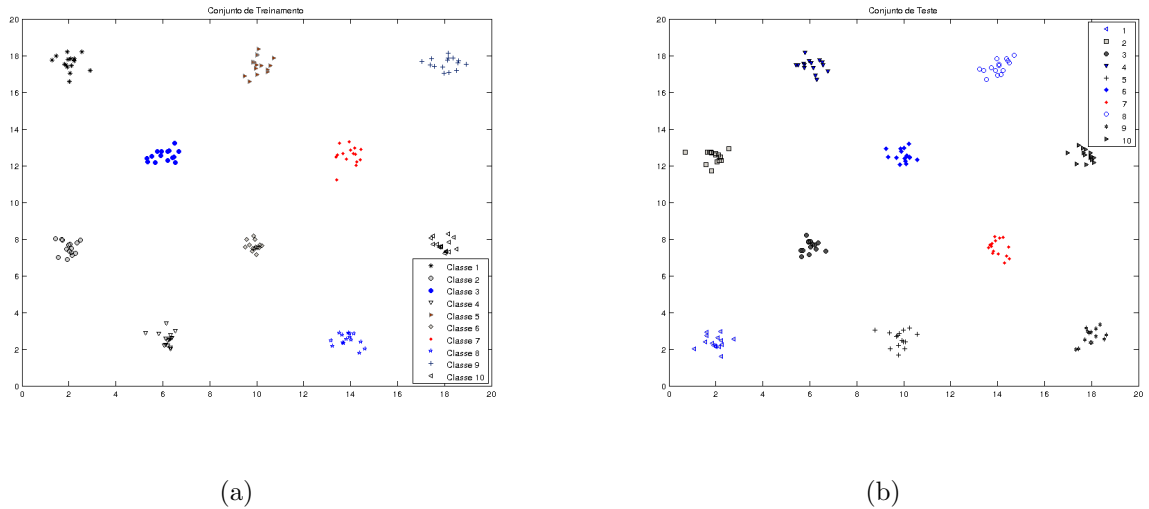 Conjunto de Treinamento
20
18
16
14
12
10
8
6
4
2
0
0 2 4 6 8 10 12 14 16 18 20
Classe 1
Classe 2
Classe 3
Classe 4
Classe 5
Classe 6
Classe 7
Classe 8
Classe 9
Classe 10
(a)
Conjunto de Teste
20
18
16
14
12
10
8
6
4
2
0
0 2 4 6 8 10 12 14 16 18 20
1
2
3
4
5
6
7
8
9
10
(b)